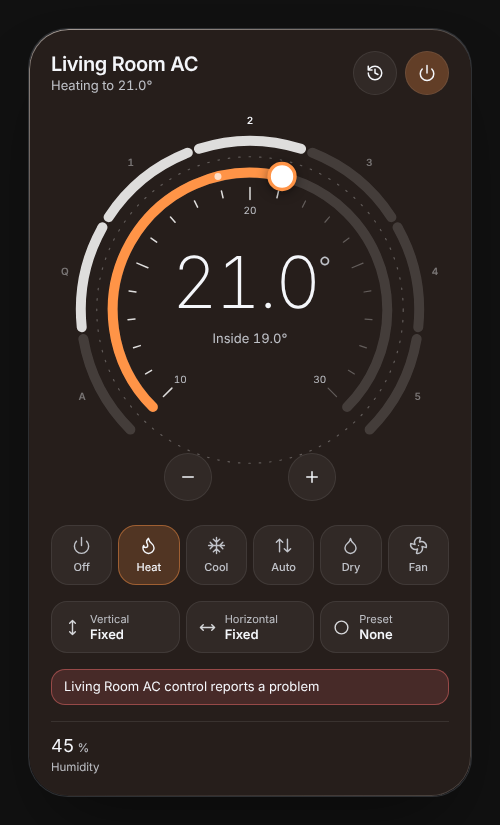 Living Room AC
Heating to 21.0°
2
1
3
20
Q
4
21.0°
Inside 19.0°
10
30
A
5
−
+
Off
Heat
Cool
Auto
Dry
Fan
Vertical
Fixed
Horizontal
Fixed
Preset
None
Living Room AC control reports a problem
45 %
Humidity